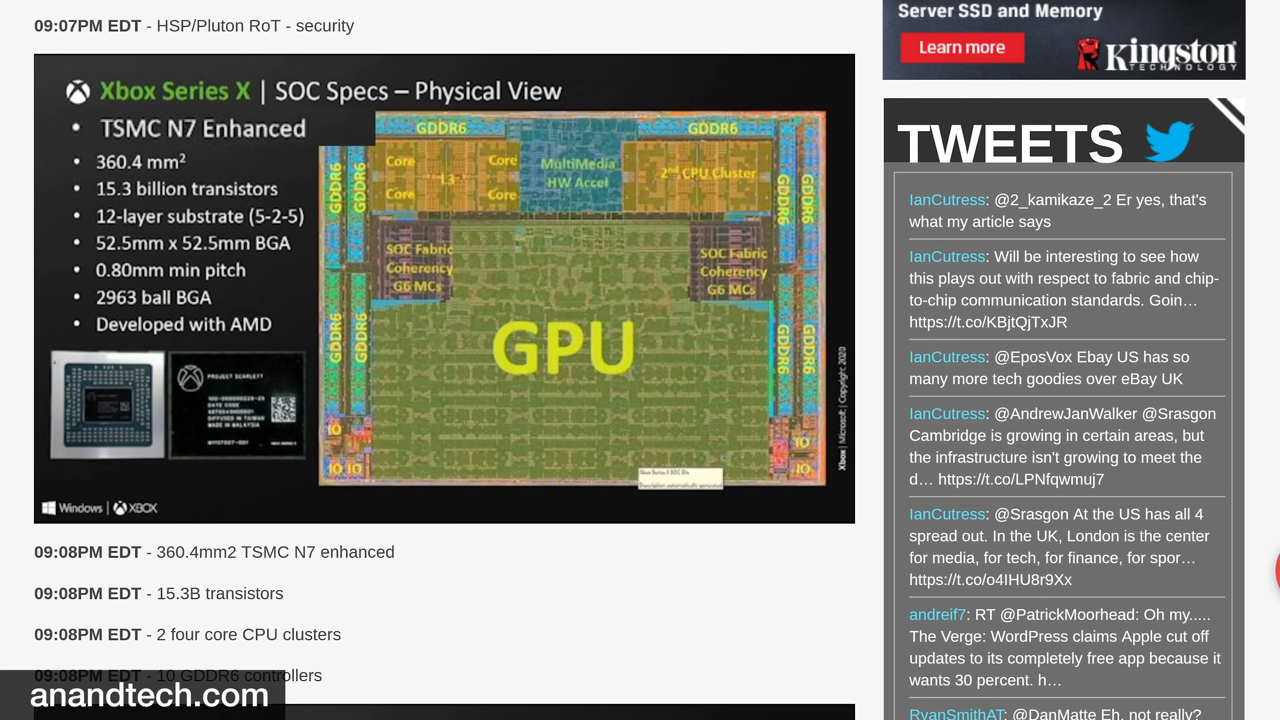 09:07PM EDT - HSP/Pluton RoT - security
Xbox Series X | SOC Specs – Physical View
• TSMC N7 Enhanced
• 360.4 mm²
• 15.3 billion transistors
• 12-layer substrate (5-2-5)
• 52.5mm x 52.5mm BGA
• 0.80mm min pitch
• 2963 ball BGA
• Developed with AMD
GDDR6
GDDR6
GDDR6
GDDR6
GDDR6
GDDR6
Core
Core
L3
Core
Core
MultiMedia
HW Accel
2nd CPU Cluster
SOC Fabric
Coherency
G6 MCs
SOC Fabric
Coherency
G6 MCs
GPU
GDDR6
GDDR6
GDDR6
GDDR6
IO
IO IO
IO
IO
PROJECT SCARLETT
DATE CODE
DIFFUSED IN TAIWAN
MADE IN MALAYSIA
Xbox | Microsoft | Copyright 2020
Windows | XBOX
09:08PM EDT - 360.4mm2 TSMC N7 enhanced
09:08PM EDT - 15.3B transistors
09:08PM EDT - 2 four core CPU clusters
09:08PM EDT - 10 GDDR6 controllers
anandtech.com
Server SSD and Memory
Learn more
Kingston
TECHNOLOGY
TWEETS
IanCutress: @2_kamikaze_2 Er yes, that's
what my article says
IanCutress: Will be interesting to see how
this plays out with respect to fabric and chip-
to-chip communication standards. Goin…
https://t.co/KBjtQjTxJR
IanCutress: @EposVox Ebay US has so
many more tech goodies over eBay UK
IanCutress: @AndrewJanWalker @Srasgon
Cambridge is growing in certain areas, but
the infrastructure isn't growing to meet the
d… https://t.co/LPNfqwmuj7
IanCutress: @Srasgon At the US has all 4
spread out. In the UK, London is the center
for media, for tech, for finance, for spor…
https://t.co/o4IHU8r9Xx
andreif7: RT @PatrickMoorhead: Oh my.....
The Verge: WordPress claims Apple cut off
updates to its completely free app because it
wants 30 percent. h…
RyanSmithAT: @DanMatte Eh, not really?